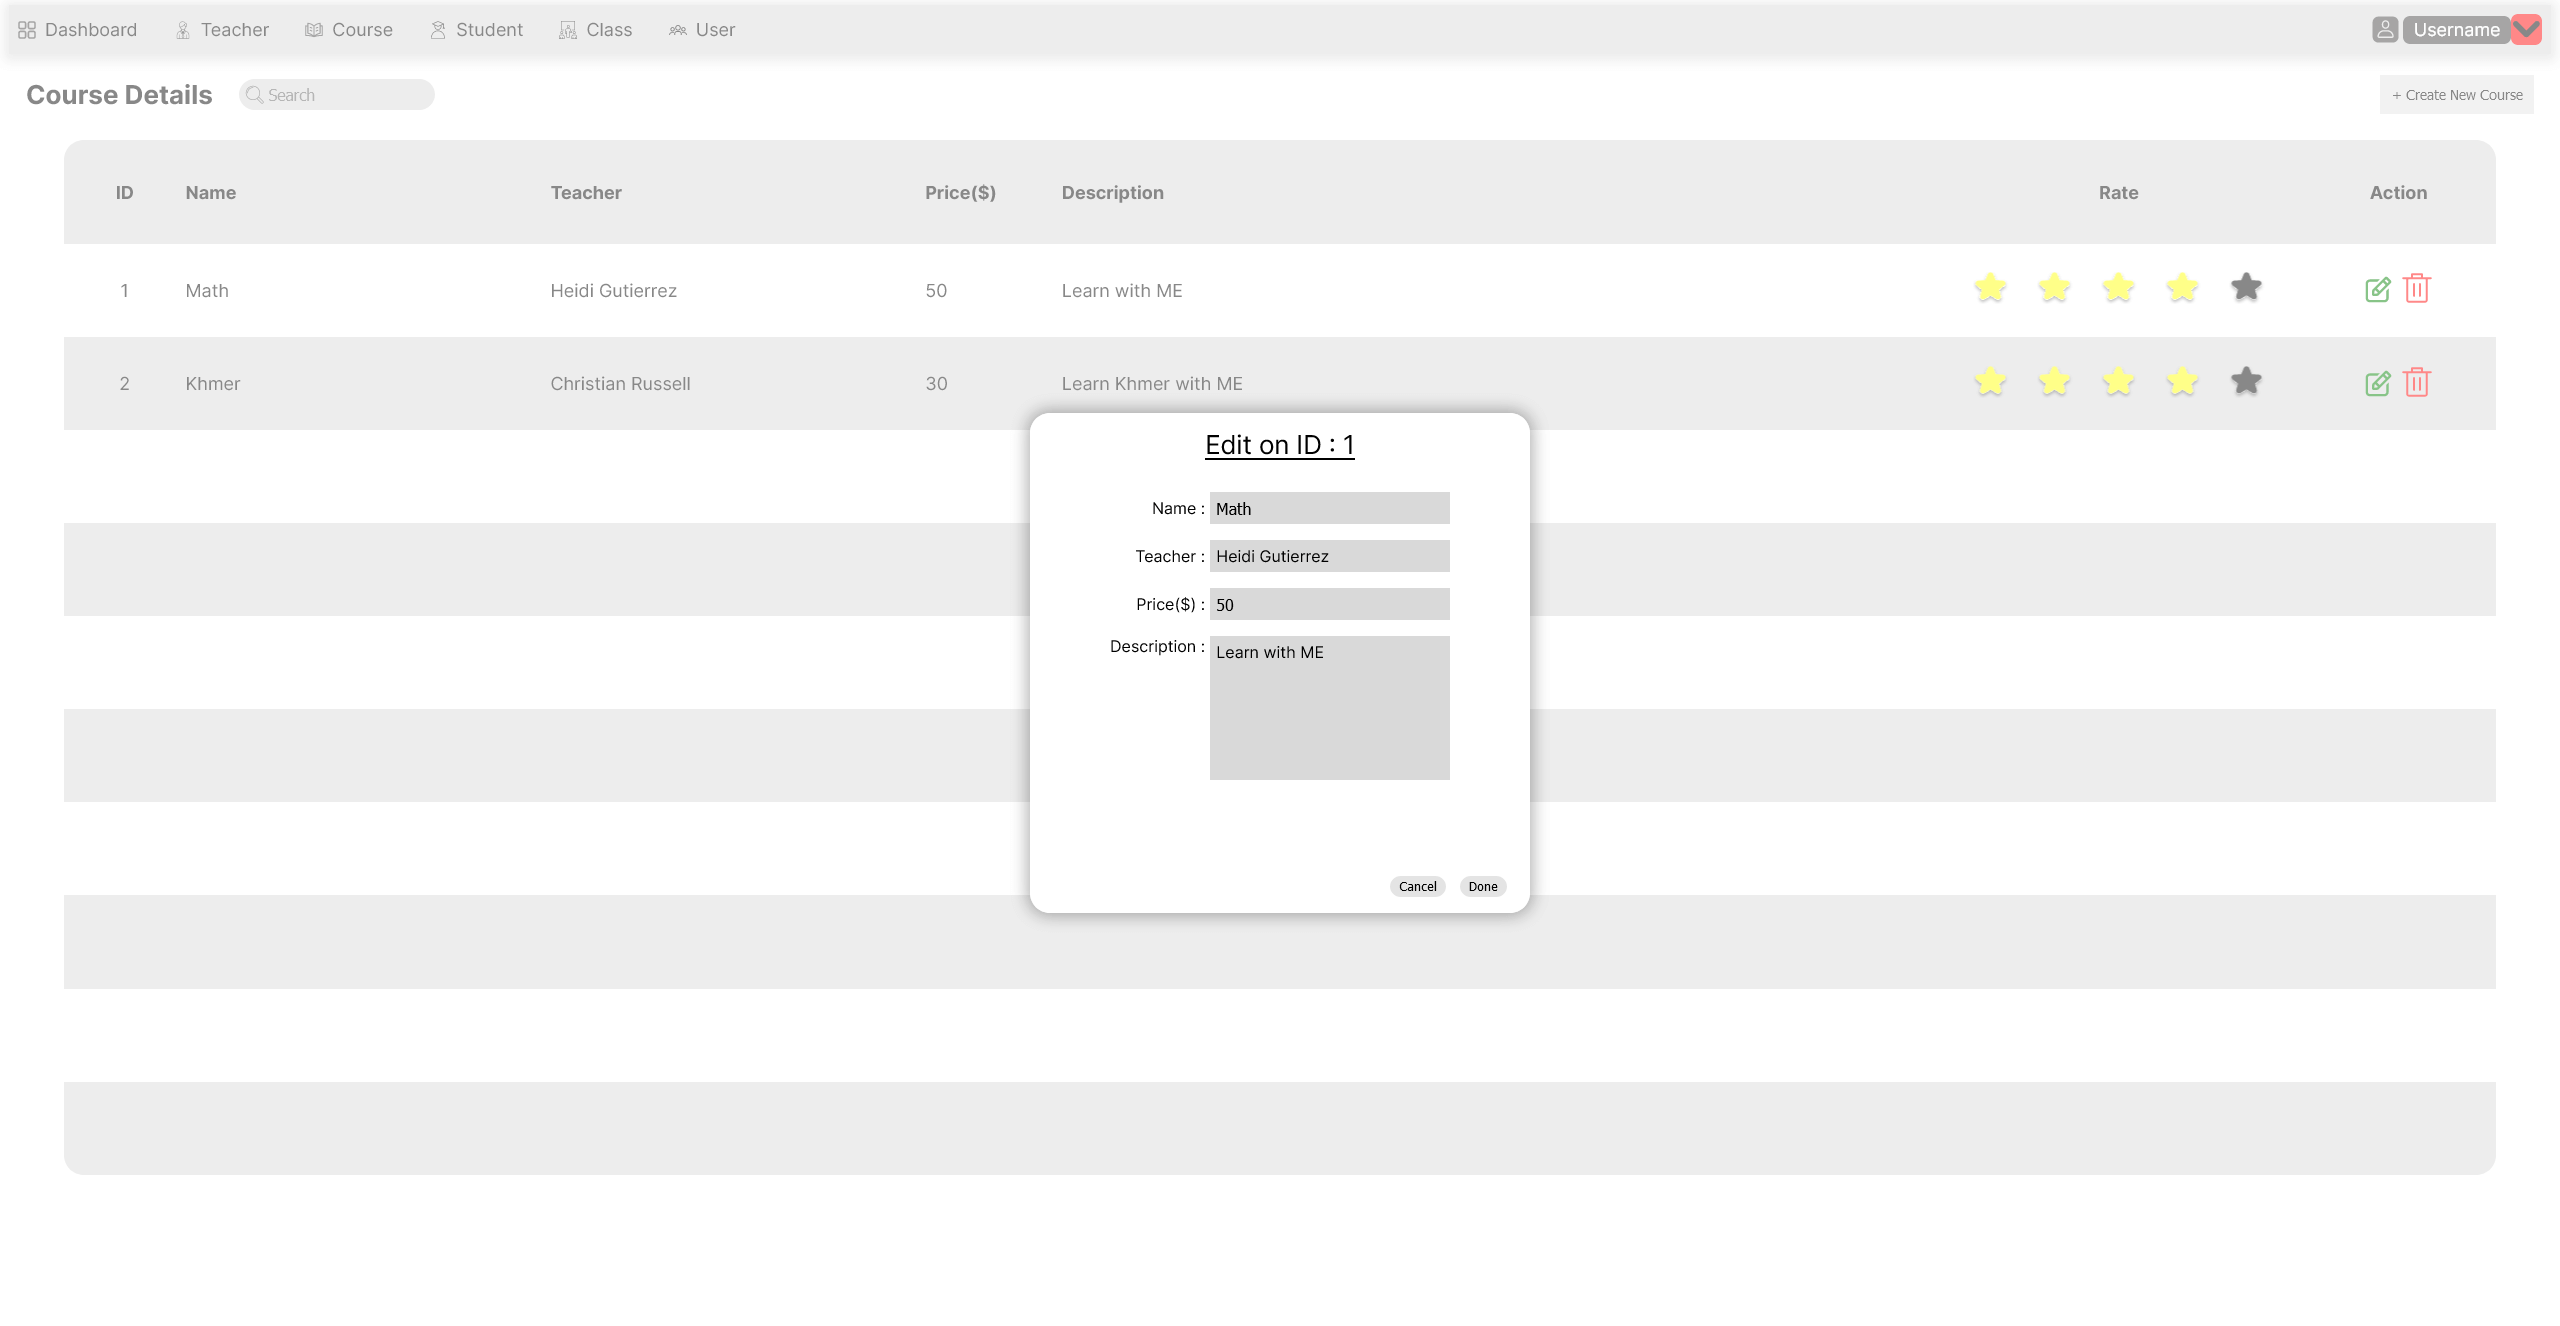 Dashboard Teacher Course Student Class User Username
Course Details Search + Create New Course
ID Name Teacher Price($) Description Rate Action
1 Math Heidi Gutierrez 50 Learn with ME
2 Khmer Christian Russell 30 Learn Khmer with ME
Edit on ID : 1
Name : Math
Teacher : Heidi Gutierrez
Price($) : 50
Description : Learn with ME
Cancel Done